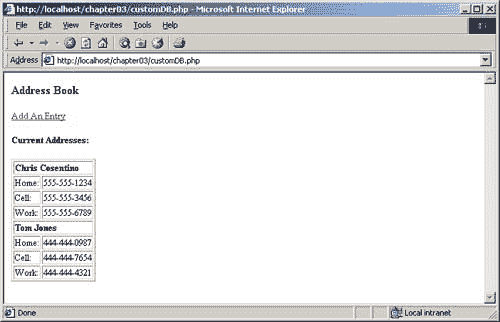 http://localhost/chapter03/customDB.php - Microsoft Internet Explorer
File Edit View Favorites Tools Help
Address http://localhost/chapter03/customDB.php
Address Book
Add An Entry
Current Addresses:
Chris Cosentino
Home: 555-555-1234
Cell: 555-555-3456
Work: 555-555-6789
Tom Jones
Home: 444-444-0987
Cell: 444-444-7654
Work: 444-444-4321
Done Local intranet